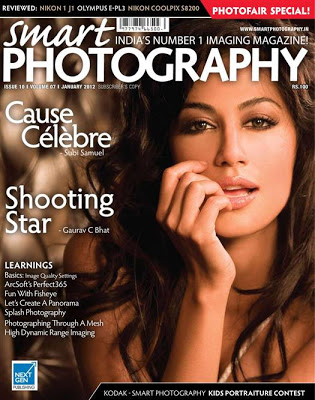 REVIEWED: NIKON 1 J1 OLYMPUS E-PL3 NIKON COOLPIX S8200
PHOTOFAIR SPECIAL!
smart
WWW.SMARTPHOTOGRAPHY.IN
INDIA'S NUMBER 1 IMAGING MAGAZINE!
PHOTOGRAPHY
ISSUE 10 | VOLUME 07 | JANUARY 2012 SUBSCRIBER'S COPY
RS.100
Cause
Célèbre
- Subi Samuel
Shooting
Star
- Gaurav C Bhat
LEARNINGS
Basics: Image Quality Settings
ArcSoft's Perfect365
Fun With Fisheye
Let's Create A Panorama
Splash Photography
Photographing Through A Mesh
High Dynamic Range Imaging
NEXT
GEN
PUBLISHING
KODAK - SMART PHOTOGRAPHY KIDS PORTRAITURE CONTEST